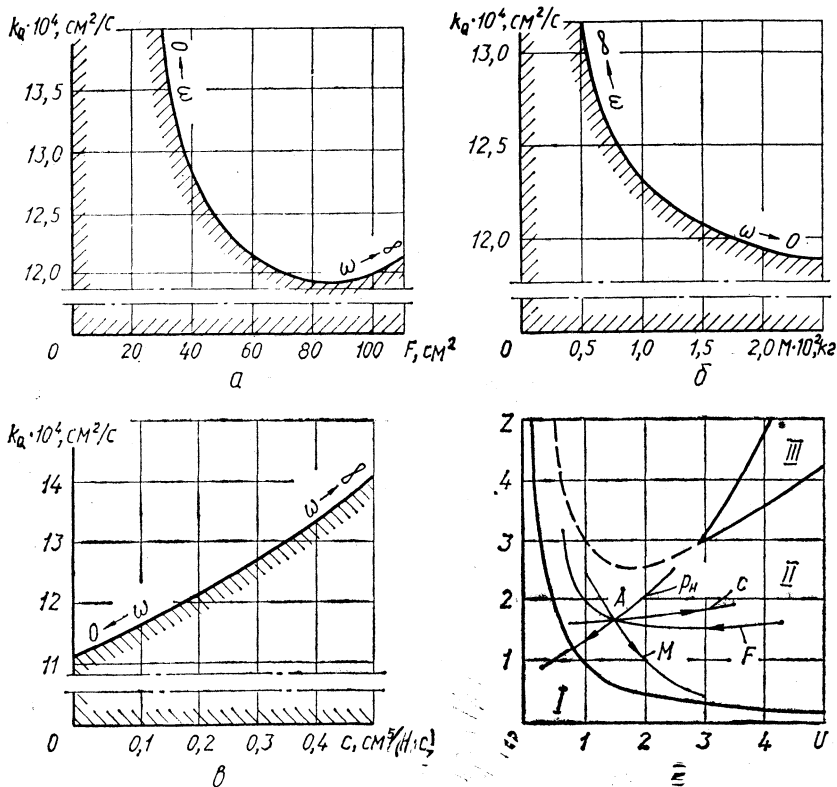 k_Q·10⁴, см²/с
13,5
13,0
12,5
12,0
0 20 40 60 80 100 F, см²
0 ← ω
ω → ∞
а
k_Q·10⁴, см²/с
13,0
12,5
12,0
0 0,5 1,0 1,5 2,0 М·10,² кг
ω → ∞
ω → 0
б
k_Q·10⁴, см²/с
14
13
12
11
0 0,1 0,2 0,3 0,4 с, см⁵/(Н·с)
0 ← ω
ω → ∞
в
Z
4
3
2
1
1 2 3 4 U
I
II
III
A
Pн
C
M
F